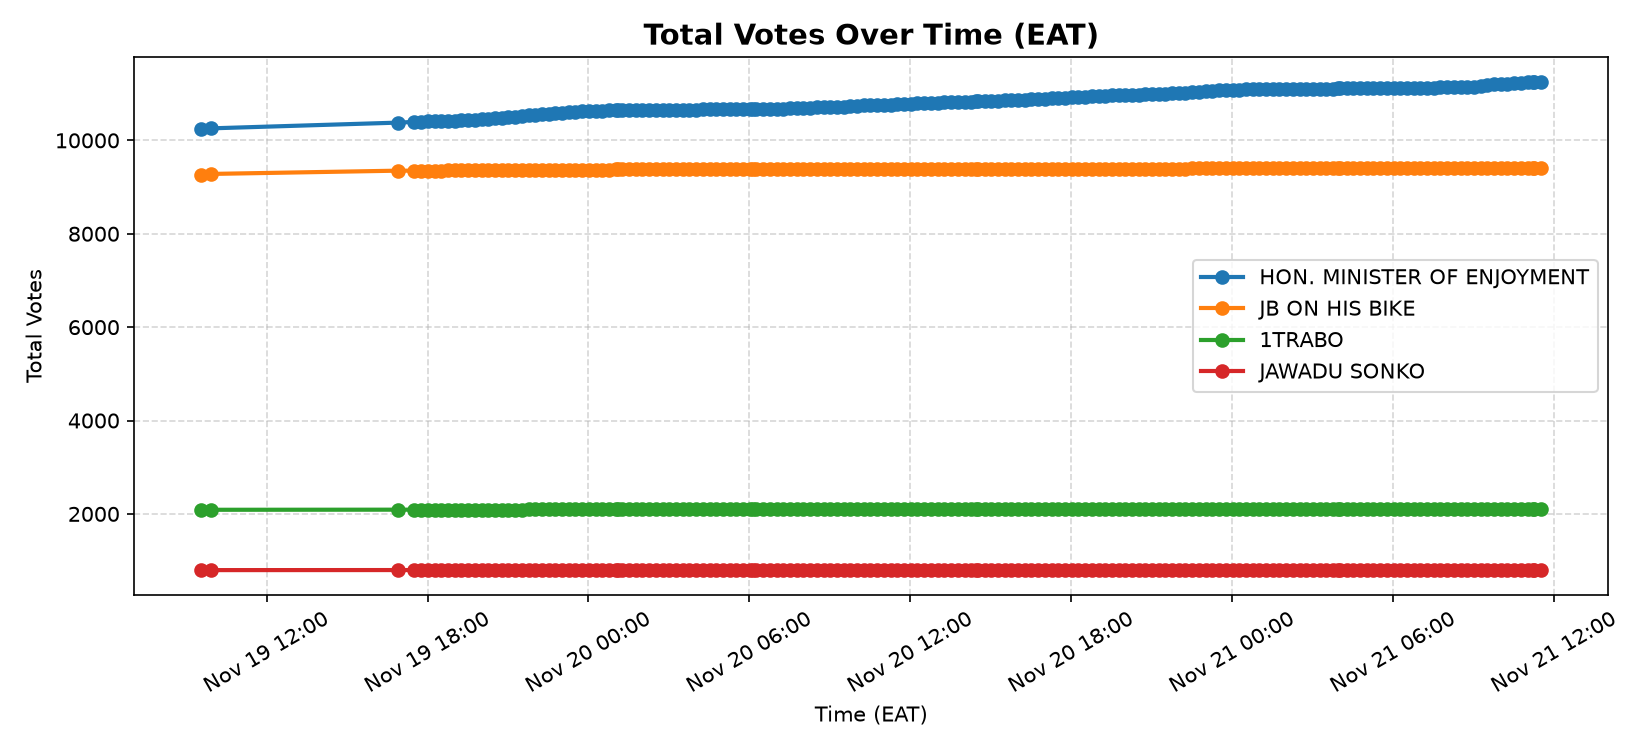 Total Votes Over Time (EAT)
Total Votes
10000
8000
6000
4000
2000
HON. MINISTER OF ENJOYMENT
JB ON HIS BIKE
1TRABO
JAWADU SONKO
Nov 19 12:00
Nov 19 18:00
Nov 20 00:00
Nov 20 06:00
Nov 20 12:00
Nov 20 18:00
Nov 21 00:00
Nov 21 06:00
Nov 21 12:00
Time (EAT)